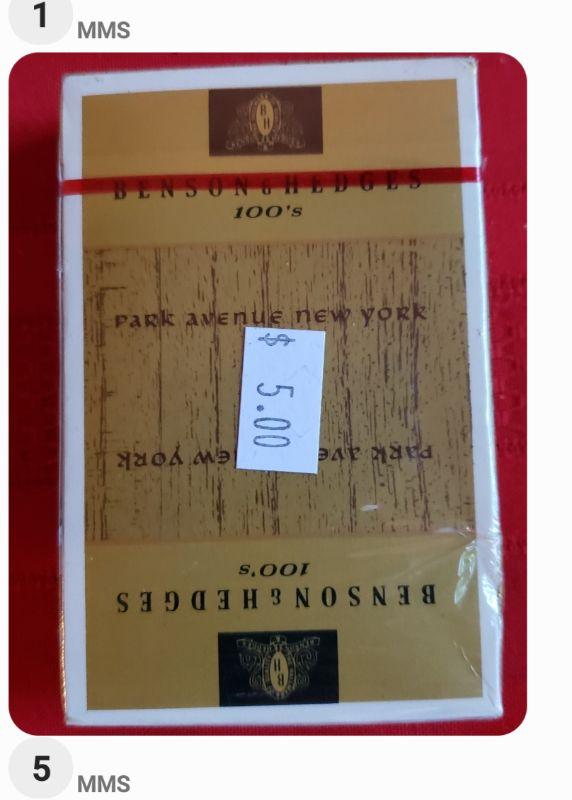 1
MMS
B H
BENSON & HEDGES
100's
PARK AVENUE NEW YORK
$ 5.00
PARK AVE EW YORK
100's
BENSON & HEDGES
B H
5
MMS